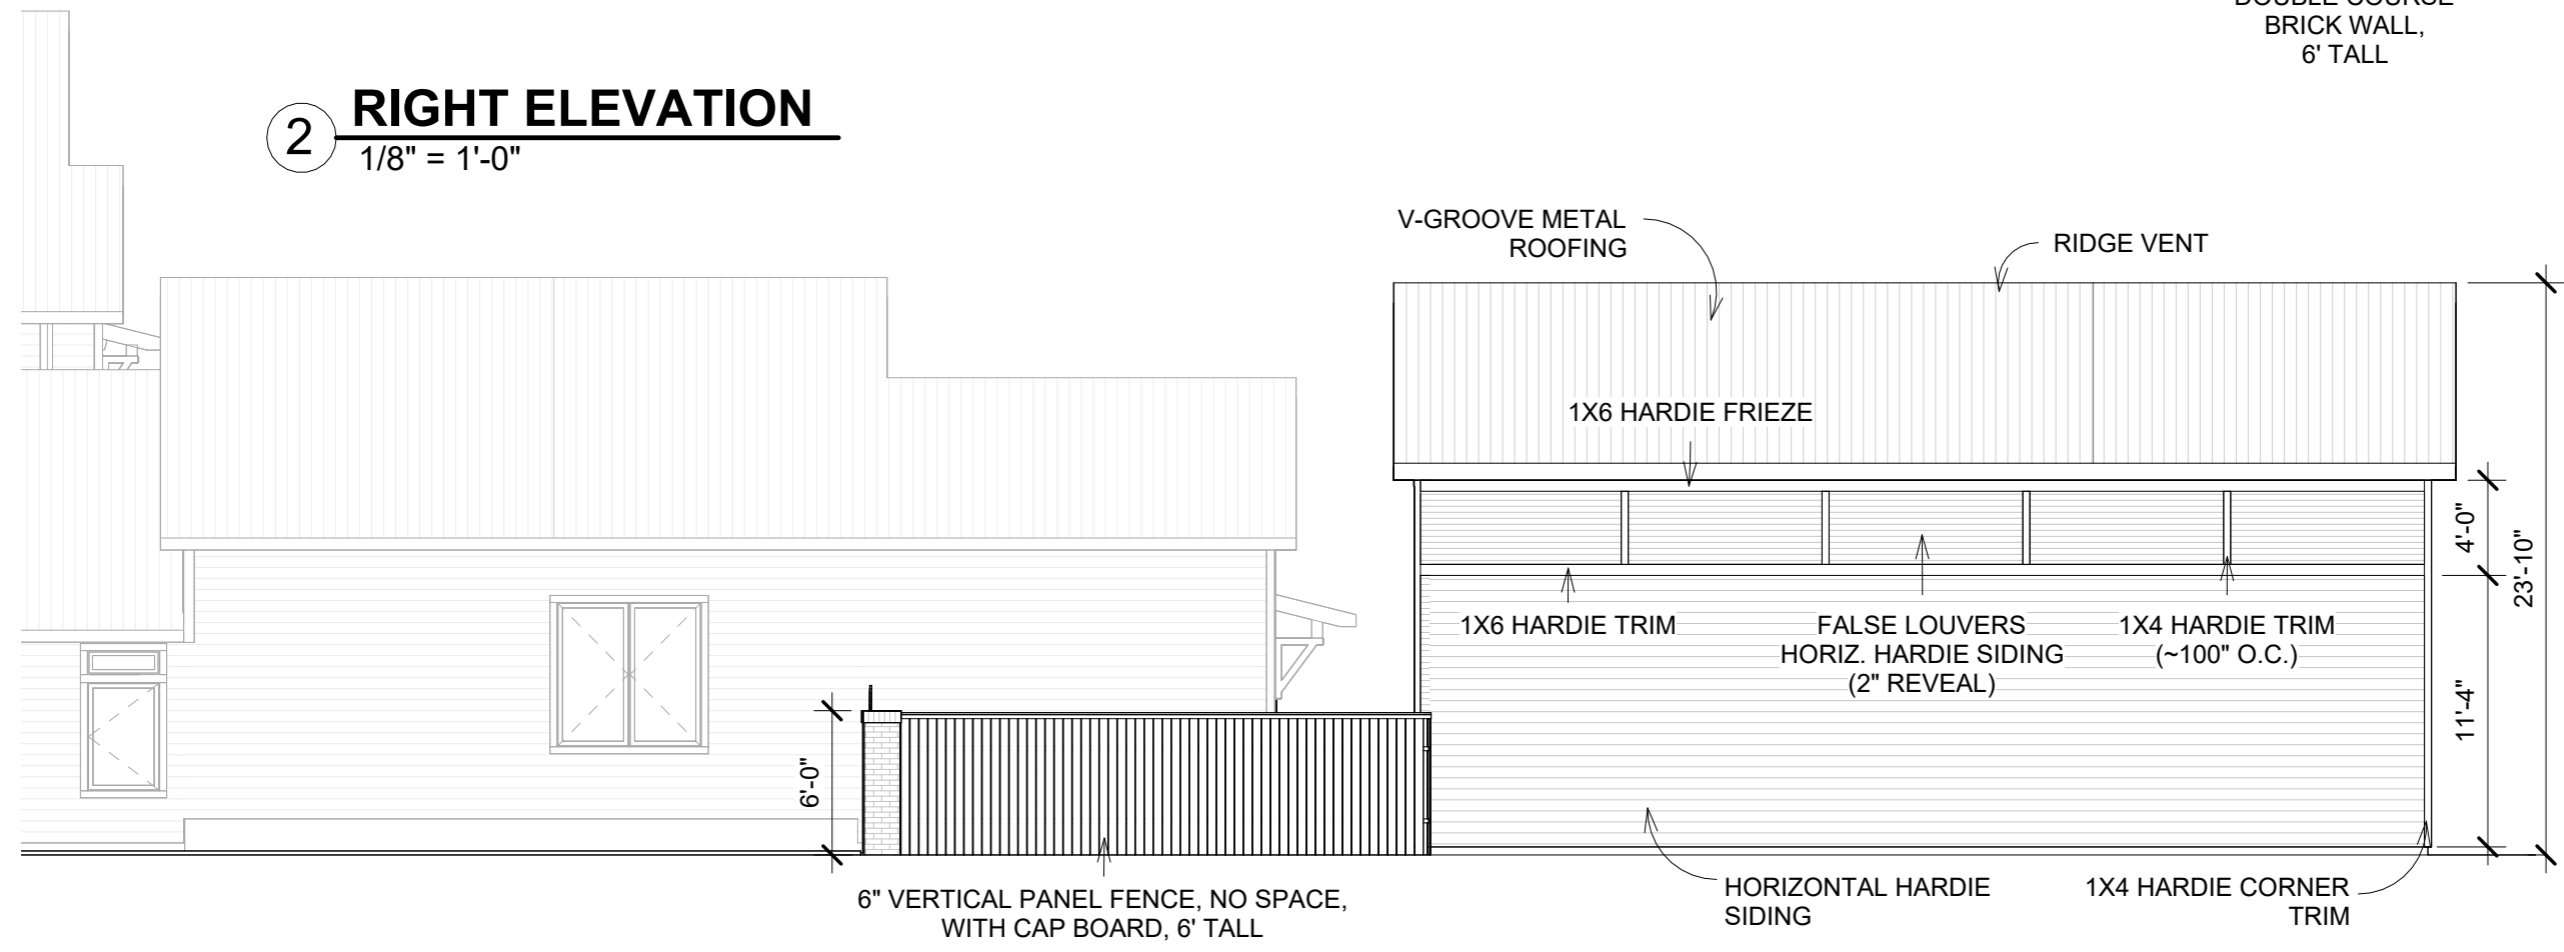 DOUBLE COURSE
BRICK WALL,
6' TALL
2
RIGHT ELEVATION
1/8" = 1'-0"
V-GROOVE METAL
ROOFING
RIDGE VENT
1X6 HARDIE FRIEZE
4'-0"
23'-10"
1X6 HARDIE TRIM
FALSE LOUVERS
HORIZ. HARDIE SIDING
(2" REVEAL)
1X4 HARDIE TRIM
(~100" O.C.)
11'-4"
6'-0"
6" VERTICAL PANEL FENCE, NO SPACE,
WITH CAP BOARD, 6' TALL
HORIZONTAL HARDIE
SIDING
1X4 HARDIE CORNER
TRIM